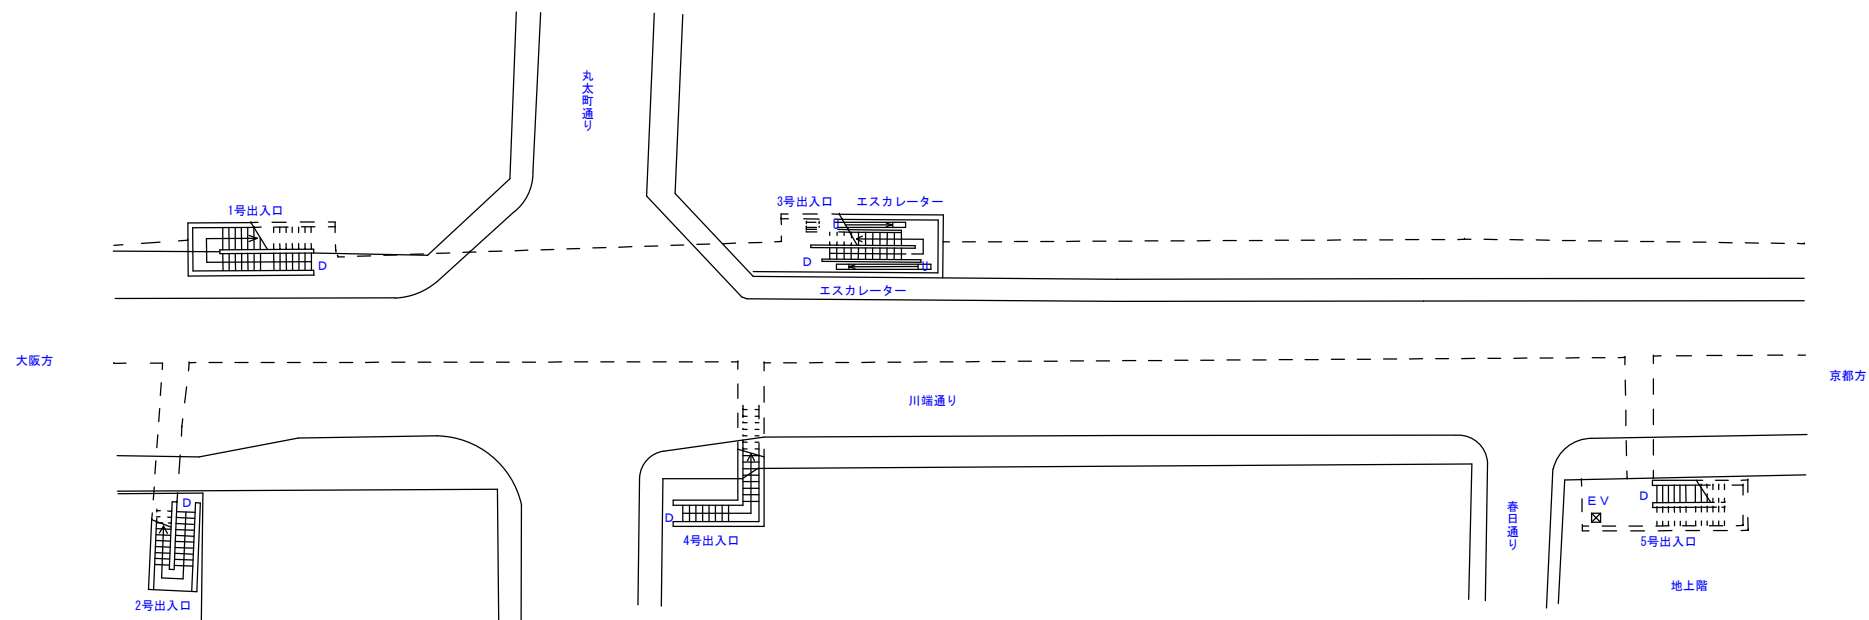 丸太町通り
1号出入口
D
3号出入口
エスカレーター
U
D
U
エスカレーター
大阪方
川端通り
京都方
D
2号出入口
D
4号出入口
春日通り
EV
D
5号出入口
地上階